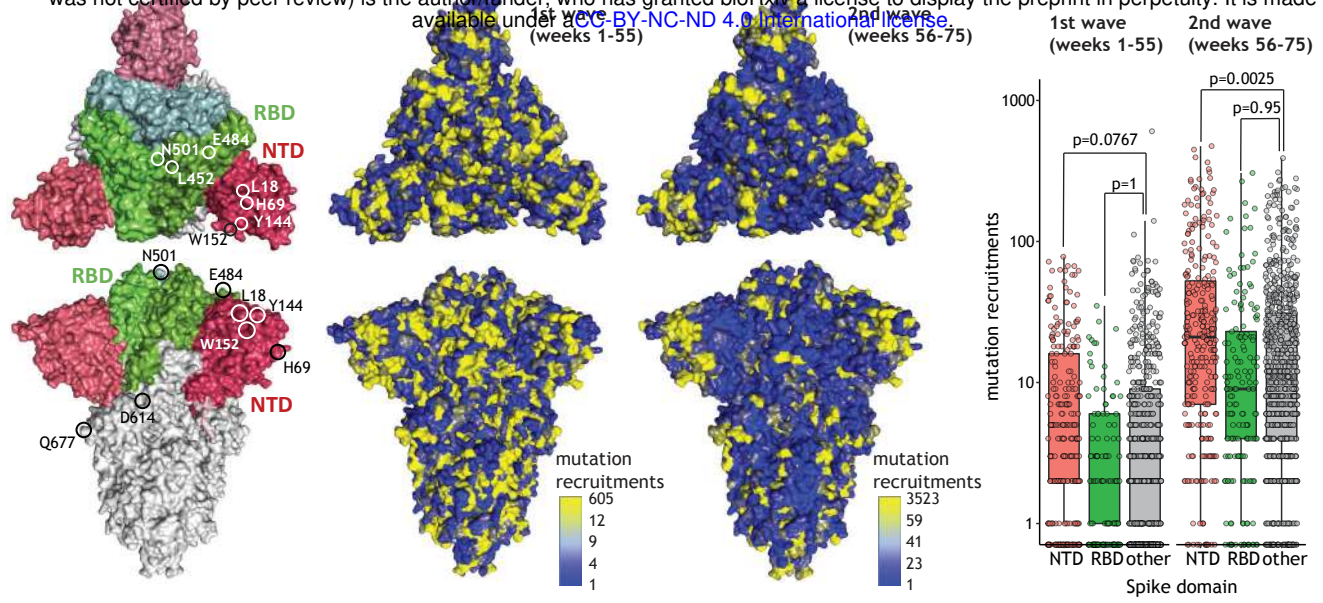 was not certified by peer review) is the author/funder, who has granted bioRxiv a license to display the preprint in perpetuity. It is made
available under aCC-BY-NC-ND 4.0 International license.
1st wave
(weeks 1-55)
2nd wave
(weeks 56-75)
1st wave
(weeks 1-55)
2nd wave
(weeks 56-75)
RBD
E484
N501
NTD
L452
L18
H69
Y144
W152
N501
RBD
E484
L18
Y144
W152
H69
NTD
D614
Q677
mutation
recruitments
605
12
9
4
1
mutation
recruitments
3523
59
41
23
1
mutation recruitments
1000
100
10
1
p=0.0025
p=0.95
p=0.0767
p=1
NTD RBD other
NTD RBD other
Spike domain